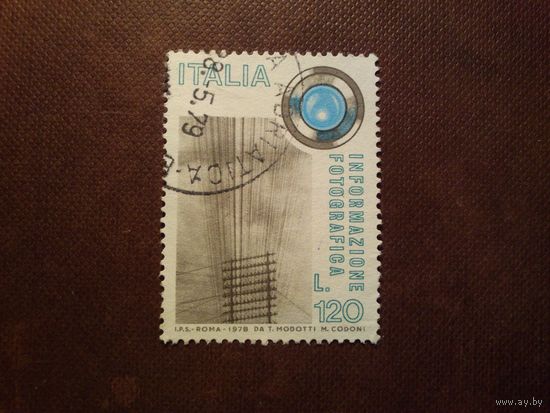 ITALIA
8.-5.79
INFORMAZIONE
FOTOGRAFICA
L. 120
I.P.S.-ROMA-1978 DA T. MODOTTI M. CODONI
www.ay.by